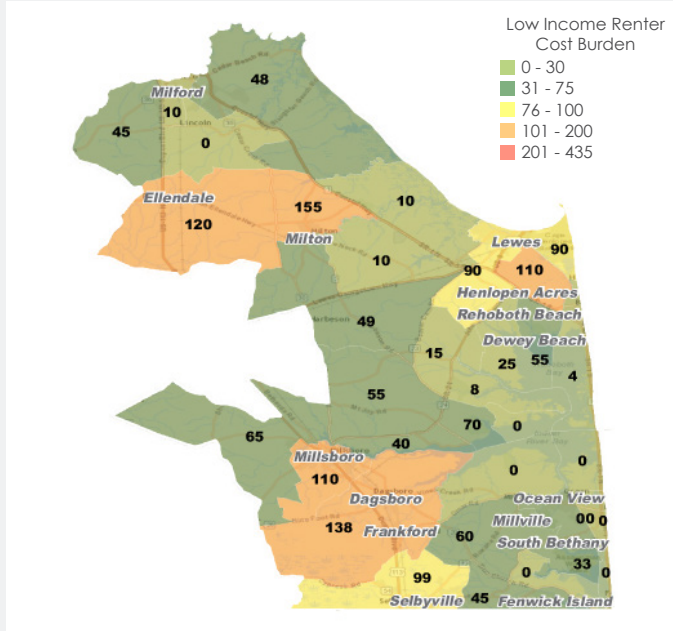 Low Income Renter
Cost Burden
0 - 30
31 - 75
76 - 100
101 - 200
201 - 435
48
Milford
10
45
Lincoln
0
Ellendale
10
155
120
Milton
Milton
10
Lewes
90
90
110
Henlopen Acres
Rehoboth Beach
49
Harbeson
Dewey Beach
15
25
55
4
8
55
70
0
65
40
Millsboro
0
0
110
Dagsboro
Ocean View
138
Frankford
Millville
00
0
60
South Bethany
33
99
0
0
Selbyville
45
Fenwick Island